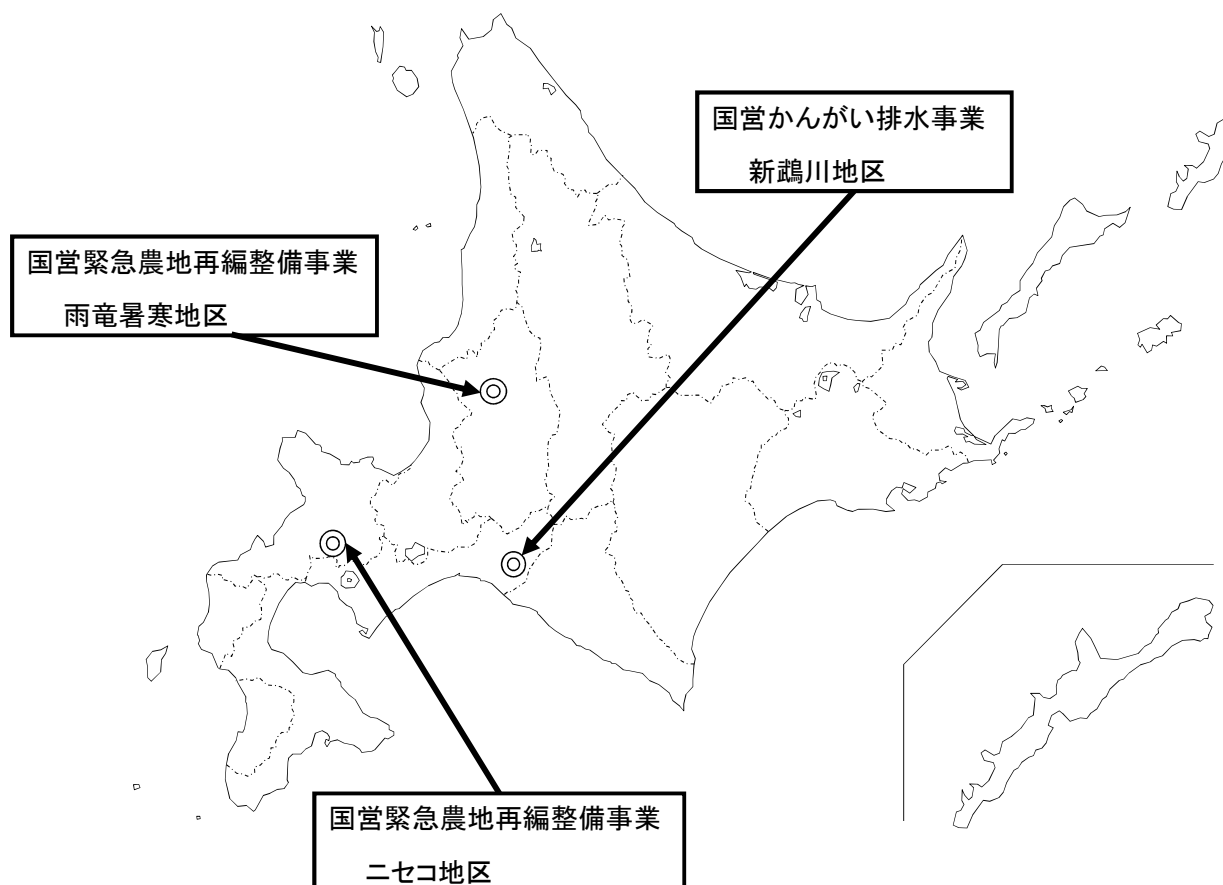 国営かんがい排水事業
新鵡川地区
国営緊急農地再編整備事業
雨竜暑寒地区
国営緊急農地再編整備事業
ニセコ地区